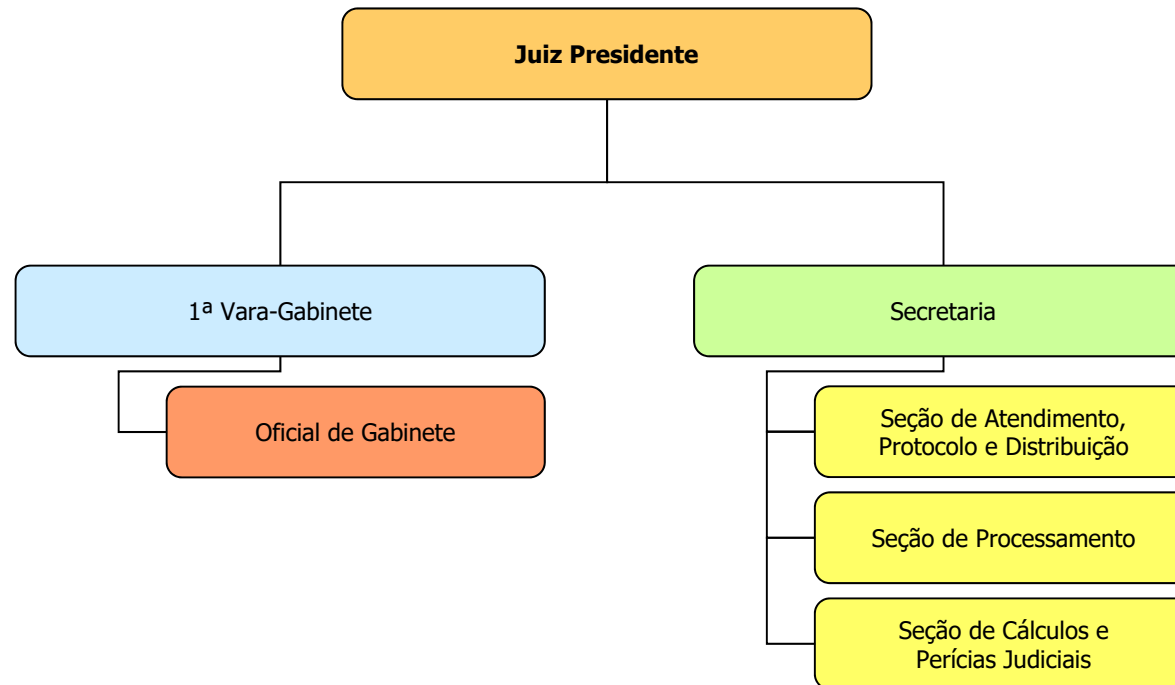 Juiz Presidente
1ª Vara-Gabinete
Secretaria
Oficial de Gabinete
Seção de Atendimento,
Protocolo e Distribuição
Seção de Processamento
Seção de Cálculos e
Perícias Judiciais